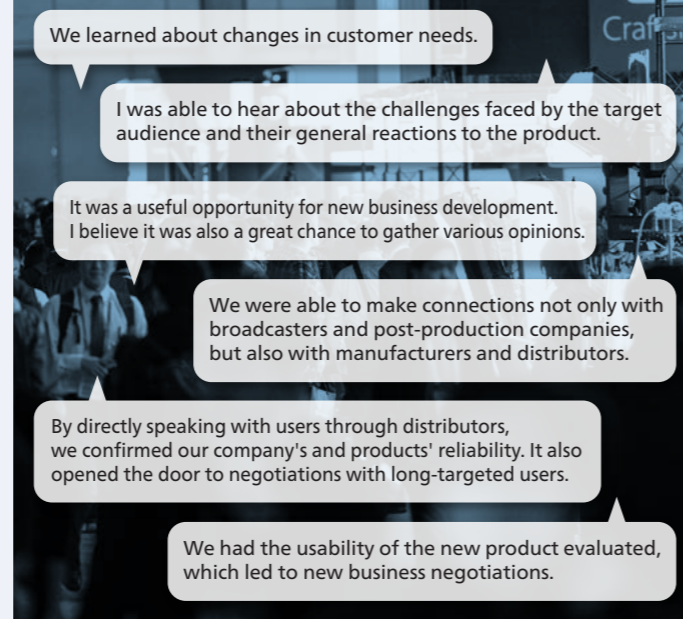 We learned about changes in customer needs.
I was able to hear about the challenges faced by the target
audience and their general reactions to the product.
It was a useful opportunity for new business development.
I believe it was also a great chance to gather various opinions.
We were able to make connections not only with
broadcasters and post-production companies,
but also with manufacturers and distributors.
By directly speaking with users through distributors,
we confirmed our company's and products' reliability. It also
opened the door to negotiations with long-targeted users.
We had the usability of the new product evaluated,
which led to new business negotiations.